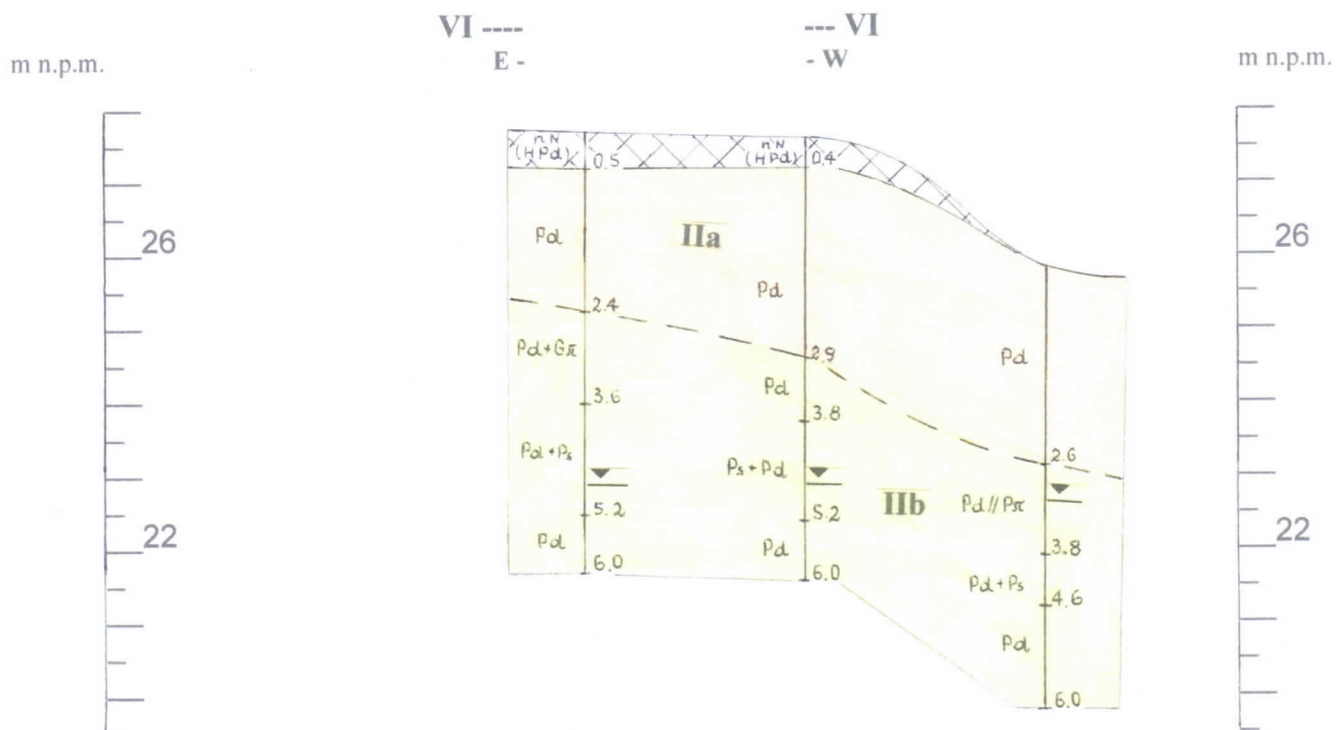 VI ---- --- VI
m n.p.m. E - - W m n.p.m.
nN nN
(HPd) 0.5 (HPd) 0.4
26 Pd IIa 26
Pd
2.4
Pd+Gπ 2.9 Pd
Pd
3.6 3.8
Pd+Ps Ps+Pd 2.6
IIb Pd//Pπ
5.2 5.2
22 Pd Pd 22
3.8
6.0 6.0 Pd+Ps
4.6
Pd
6.0